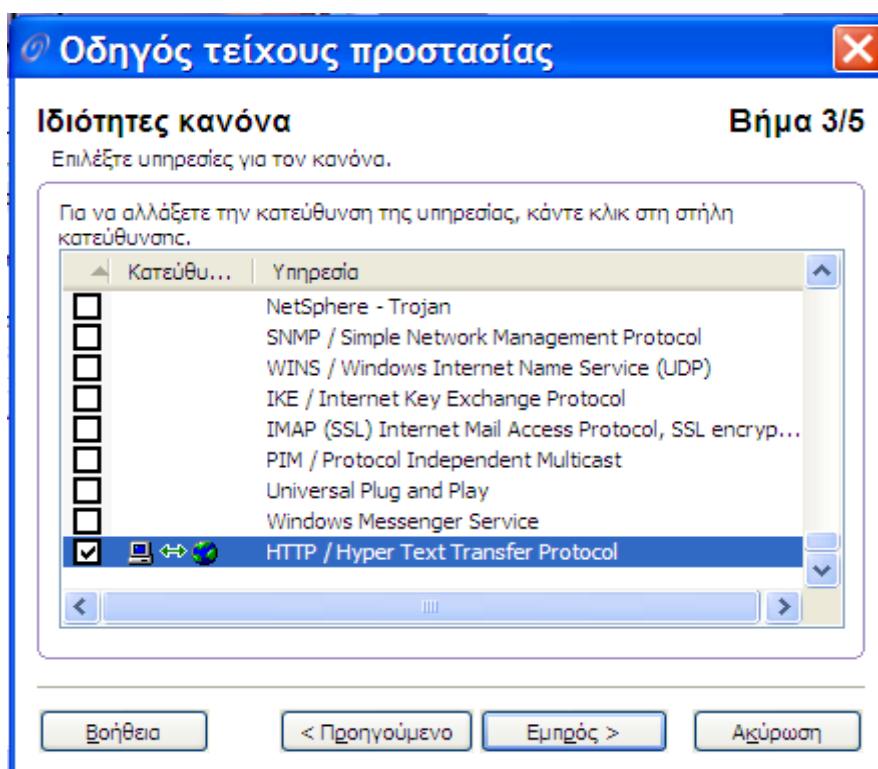 Οδηγός τείχους προστασίας
Ιδιότητες κανόνα
Βήμα 3/5
Επιλέξτε υπηρεσίες για τον κανόνα.
Για να αλλάξετε την κατεύθυνση της υπηρεσίας, κάντε κλικ στη στήλη
κατεύθυνσης.
Κατεύθυ... Υπηρεσία
NetSphere - Trojan
SNMP / Simple Network Management Protocol
WINS / Windows Internet Name Service (UDP)
IKE / Internet Key Exchange Protocol
IMAP (SSL) Internet Mail Access Protocol, SSL encryp...
PIM / Protocol Independent Multicast
Universal Plug and Play
Windows Messenger Service
HTTP / Hyper Text Transfer Protocol
Βοήθεια
< Προηγούμενο
Εμπρός >
Ακύρωση